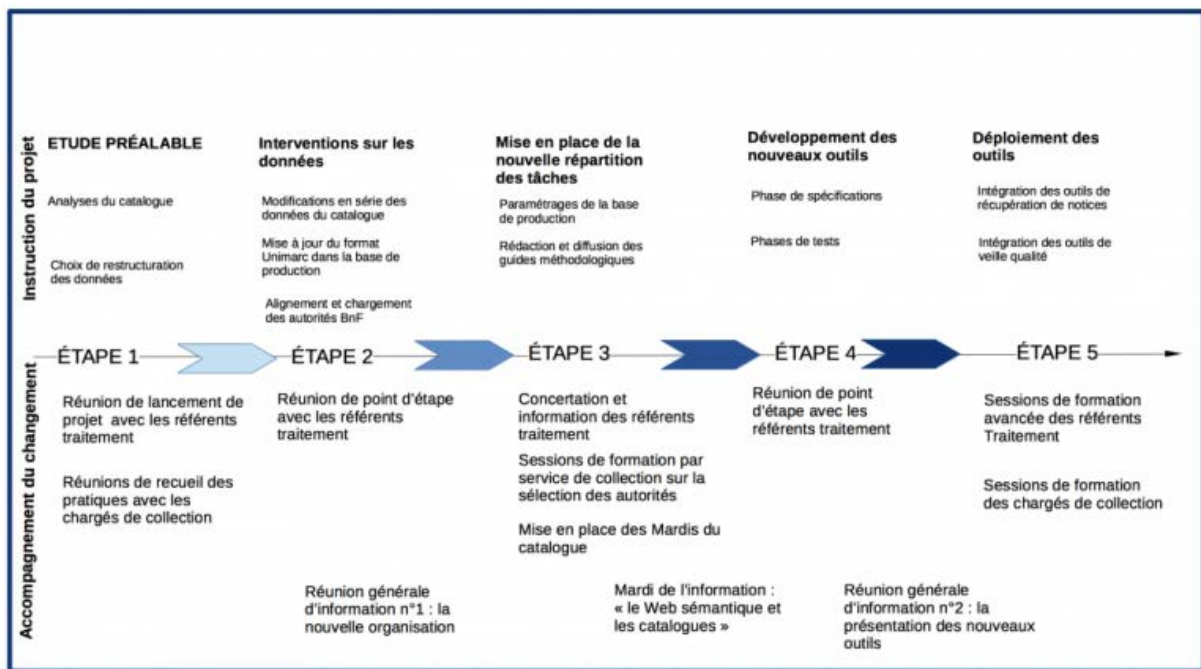 Instruction du projet
ETUDE PRÉALABLE
Analyses du catalogue
Choix de restructuration
des données
Interventions sur les
données
Modifications en série des
données du catalogue
Mise à jour du format
Unimarc dans la base de
production
Alignement et chargement
des autorités BnF
Mise en place de la
nouvelle répartition
des tâches
Paramétrages de la base
de production
Rédaction et diffusion des
guides méthodologiques
Développement des
nouveaux outils
Phase de spécifications
Phases de tests
Déploiement des
outils
Intégration des outils de
récupération de notices
Intégration des outils de
veille qualité
ÉTAPE 1
ÉTAPE 2
ÉTAPE 3
ÉTAPE 4
ÉTAPE 5
Accompagnement du changement
Réunion de lancement de
projet avec les référents
traitement
Réunions de recueil des
pratiques avec les
chargés de collection
Réunion de point d'étape
avec les référents
traitement
Concertation et
information des référents
traitement
Sessions de formation par
service de collection sur la
sélection des autorités
Mise en place des Mardis du
catalogue
Réunion de point
d'étape avec les
référents traitement
Sessions de formation
avancée des référents
Traitement
Sessions de formation
des chargés de collection
Réunion générale
d'information n°1 : la
nouvelle organisation
Mardi de l'information :
« le Web sémantique et
les catalogues »
Réunion générale
d'information n°2 : la
présentation des nouveaux
outils